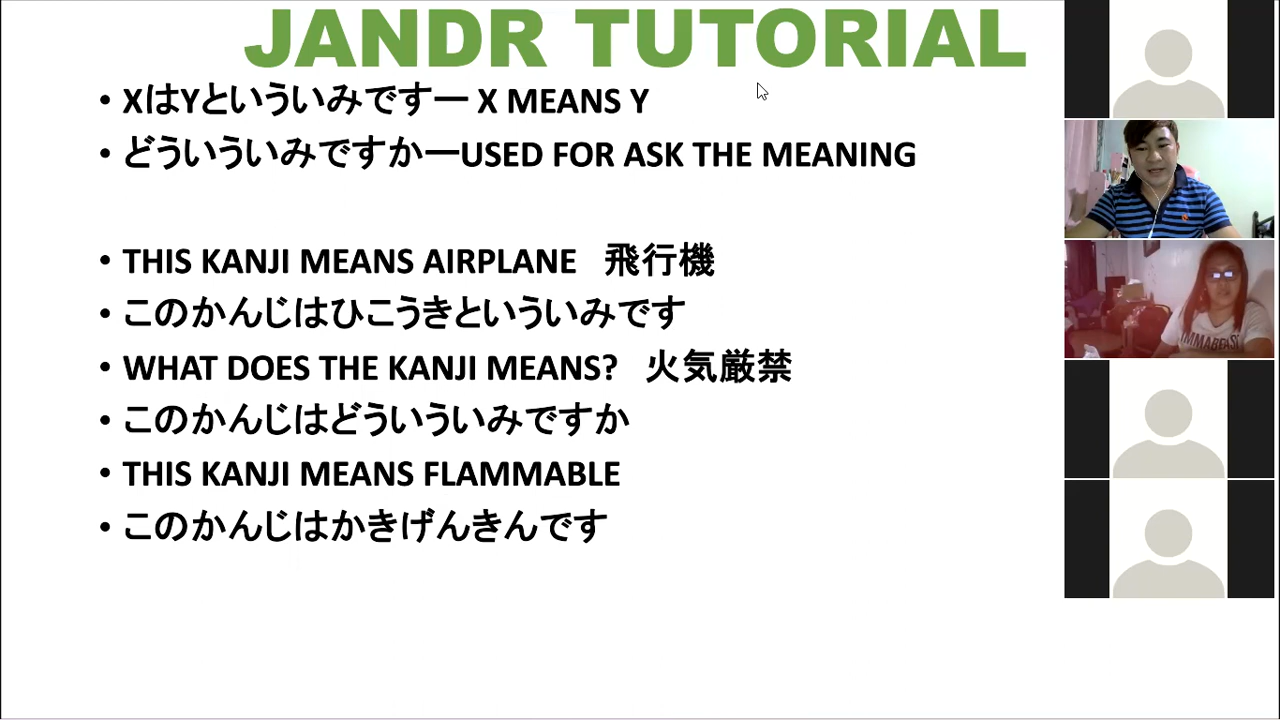 JANDR TUTORIAL
• XはYといういみですー X MEANS Y
• どういういみですかーUSED FOR ASK THE MEANING
• THIS KANJI MEANS AIRPLANE 飛行機
• このかんじはひこうきといういみです
• WHAT DOES THE KANJI MEANS? 火気厳禁
• このかんじはどういういみですか
• THIS KANJI MEANS FLAMMABLE
• このかんじはかきげんきんです
IMMABEAST